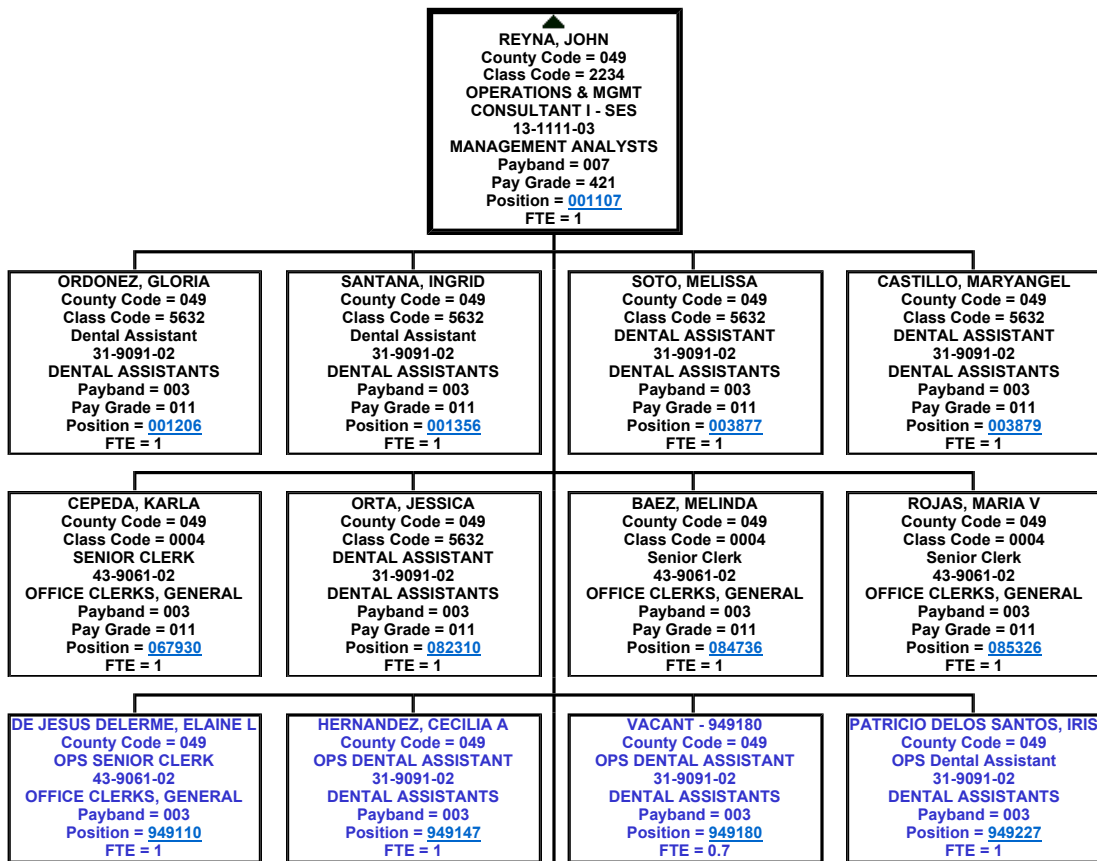 REYNA, JOHN
County Code = 049
Class Code = 2234
OPERATIONS & MGMT
CONSULTANT I - SES
13-1111-03
MANAGEMENT ANALYSTS
Payband = 007
Pay Grade = 421
Position = 001107
FTE = 1
ORDONEZ, GLORIA
County Code = 049
Class Code = 5632
Dental Assistant
31-9091-02
DENTAL ASSISTANTS
Payband = 003
Pay Grade = 011
Position = 001206
FTE = 1
SANTANA, INGRID
County Code = 049
Class Code = 5632
Dental Assistant
31-9091-02
DENTAL ASSISTANTS
Payband = 003
Pay Grade = 011
Position = 001356
FTE = 1
SOTO, MELISSA
County Code = 049
Class Code = 5632
DENTAL ASSISTANT
31-9091-02
DENTAL ASSISTANTS
Payband = 003
Pay Grade = 011
Position = 003877
FTE = 1
CASTILLO, MARYANGEL
County Code = 049
Class Code = 5632
DENTAL ASSISTANT
31-9091-02
DENTAL ASSISTANTS
Payband = 003
Pay Grade = 011
Position = 003879
FTE = 1
CEPEDA, KARLA
County Code = 049
Class Code = 0004
SENIOR CLERK
43-9061-02
OFFICE CLERKS, GENERAL
Payband = 003
Pay Grade = 011
Position = 067930
FTE = 1
ORTA, JESSICA
County Code = 049
Class Code = 5632
DENTAL ASSISTANT
31-9091-02
DENTAL ASSISTANTS
Payband = 003
Pay Grade = 011
Position = 082310
FTE = 1
BAEZ, MELINDA
County Code = 049
Class Code = 0004
Senior Clerk
43-9061-02
OFFICE CLERKS, GENERAL
Payband = 003
Pay Grade = 011
Position = 084736
FTE = 1
ROJAS, MARIA V
County Code = 049
Class Code = 0004
Senior Clerk
43-9061-02
OFFICE CLERKS, GENERAL
Payband = 003
Pay Grade = 011
Position = 085326
FTE = 1
DE JESUS DELERME, ELAINE L
County Code = 049
OPS SENIOR CLERK
43-9061-02
OFFICE CLERKS, GENERAL
Payband = 003
Position = 949110
FTE = 1
HERNANDEZ, CECILIA A
County Code = 049
OPS DENTAL ASSISTANT
31-9091-02
DENTAL ASSISTANTS
Payband = 003
Position = 949147
FTE = 1
VACANT - 949180
County Code = 049
OPS DENTAL ASSISTANT
31-9091-02
DENTAL ASSISTANTS
Payband = 003
Position = 949180
FTE = 0.7
PATRICIO DELOS SANTOS, IRIS
County Code = 049
OPS Dental Assistant
31-9091-02
DENTAL ASSISTANTS
Payband = 003
Position = 949227
FTE = 1